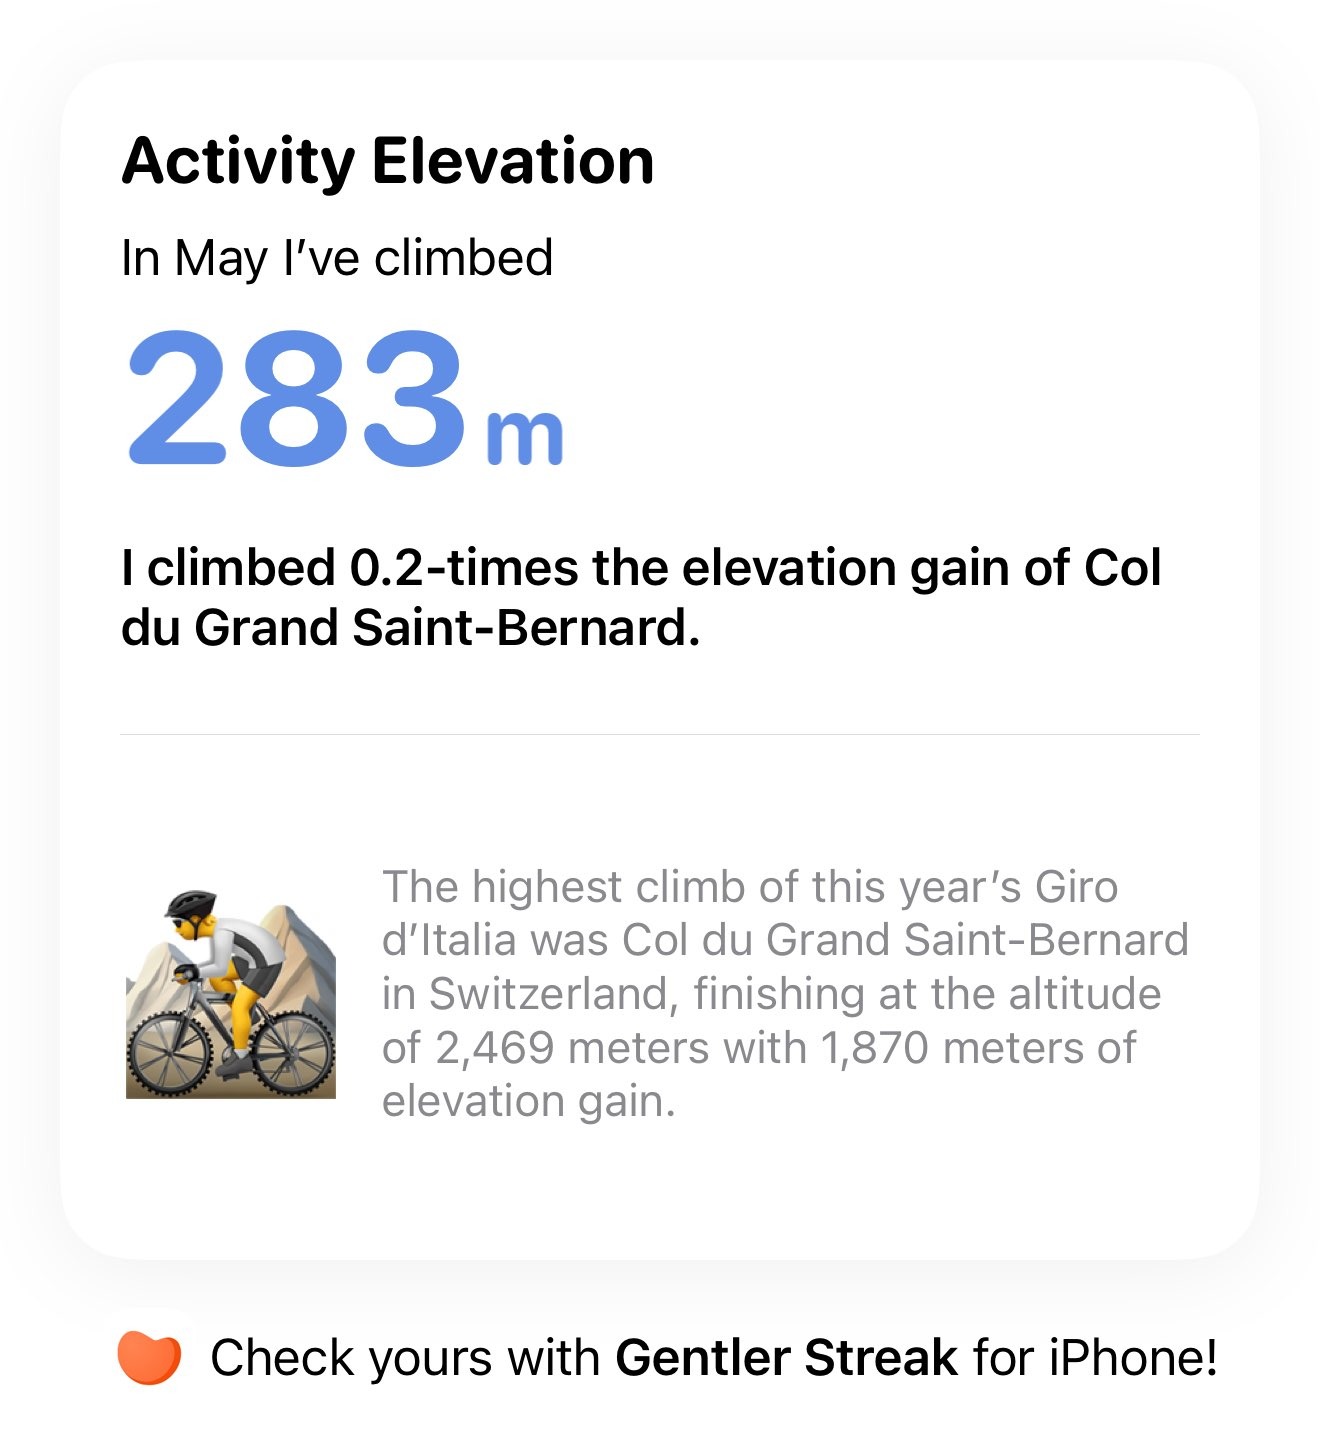 Activity Elevation
In May I’ve climbed
283 m
I climbed 0.2-times the elevation gain of Col
du Grand Saint-Bernard.
The highest climb of this year’s Giro
d’Italia was Col du Grand Saint-Bernard
in Switzerland, finishing at the altitude
of 2,469 meters with 1,870 meters of
elevation gain.
Check yours with Gentler Streak for iPhone!